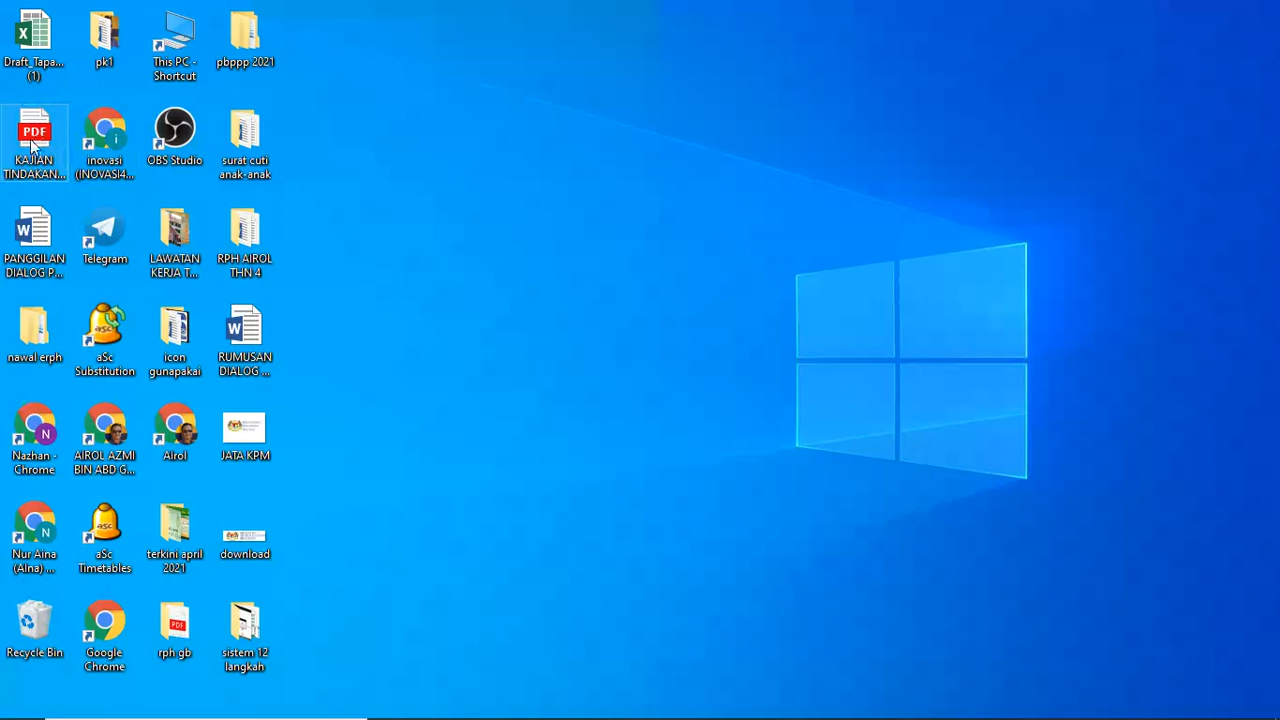 Draft_Tapa...
(1)
pk1
This PC -
Shortcut
pbppp 2021
PDF
KAJIAN
TINDAKAN...
i
inovasi
(INOVASI4...
OBS Studio
surat cuti
anak-anak
PANGGILAN
DIALOG P...
Telegram
LAWATAN
KERJA T...
RPH AIROL
THN 4
nawal erph
aSc
Substitution
icon
gunapakai
RUMUSAN
DIALOG ...
N
Nazhan -
Chrome
AIROL AZMI
BIN ABD G...
Airol
JATA KPM
N
Nur Aina
(AIna) ...
asc
aSc
Timetables
terkini april
2021
download
Recycle Bin
Google
Chrome
PDF
rph gb
sistem 12
langkah